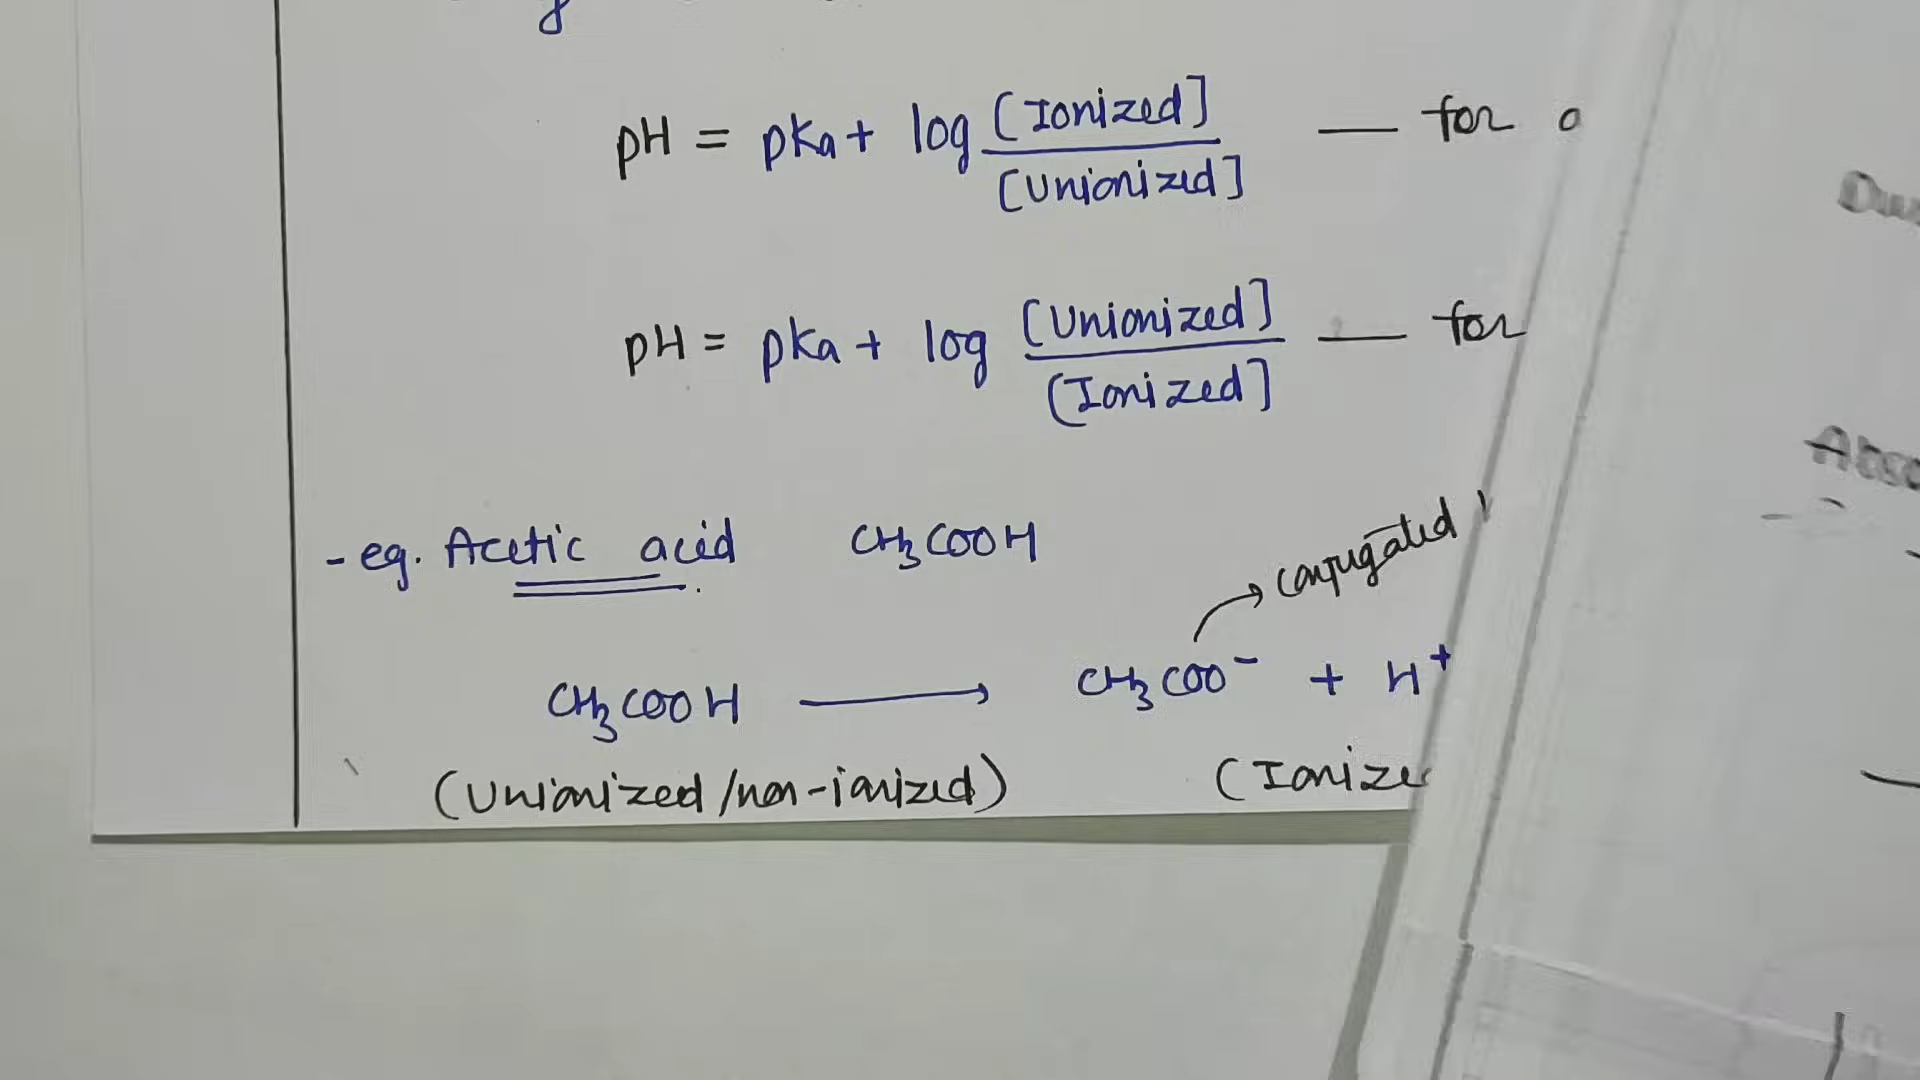 pH = pKa + log [Ionized] / [Unionized] — for
pH = pKa + log [Unionized] / [Ionized] — for
- eg. Acetic acid CH₃COOH
conjugated
CH₃COOH → CH₃COO⁻ + H⁺
(Unionized/non-ionized) (Ionize